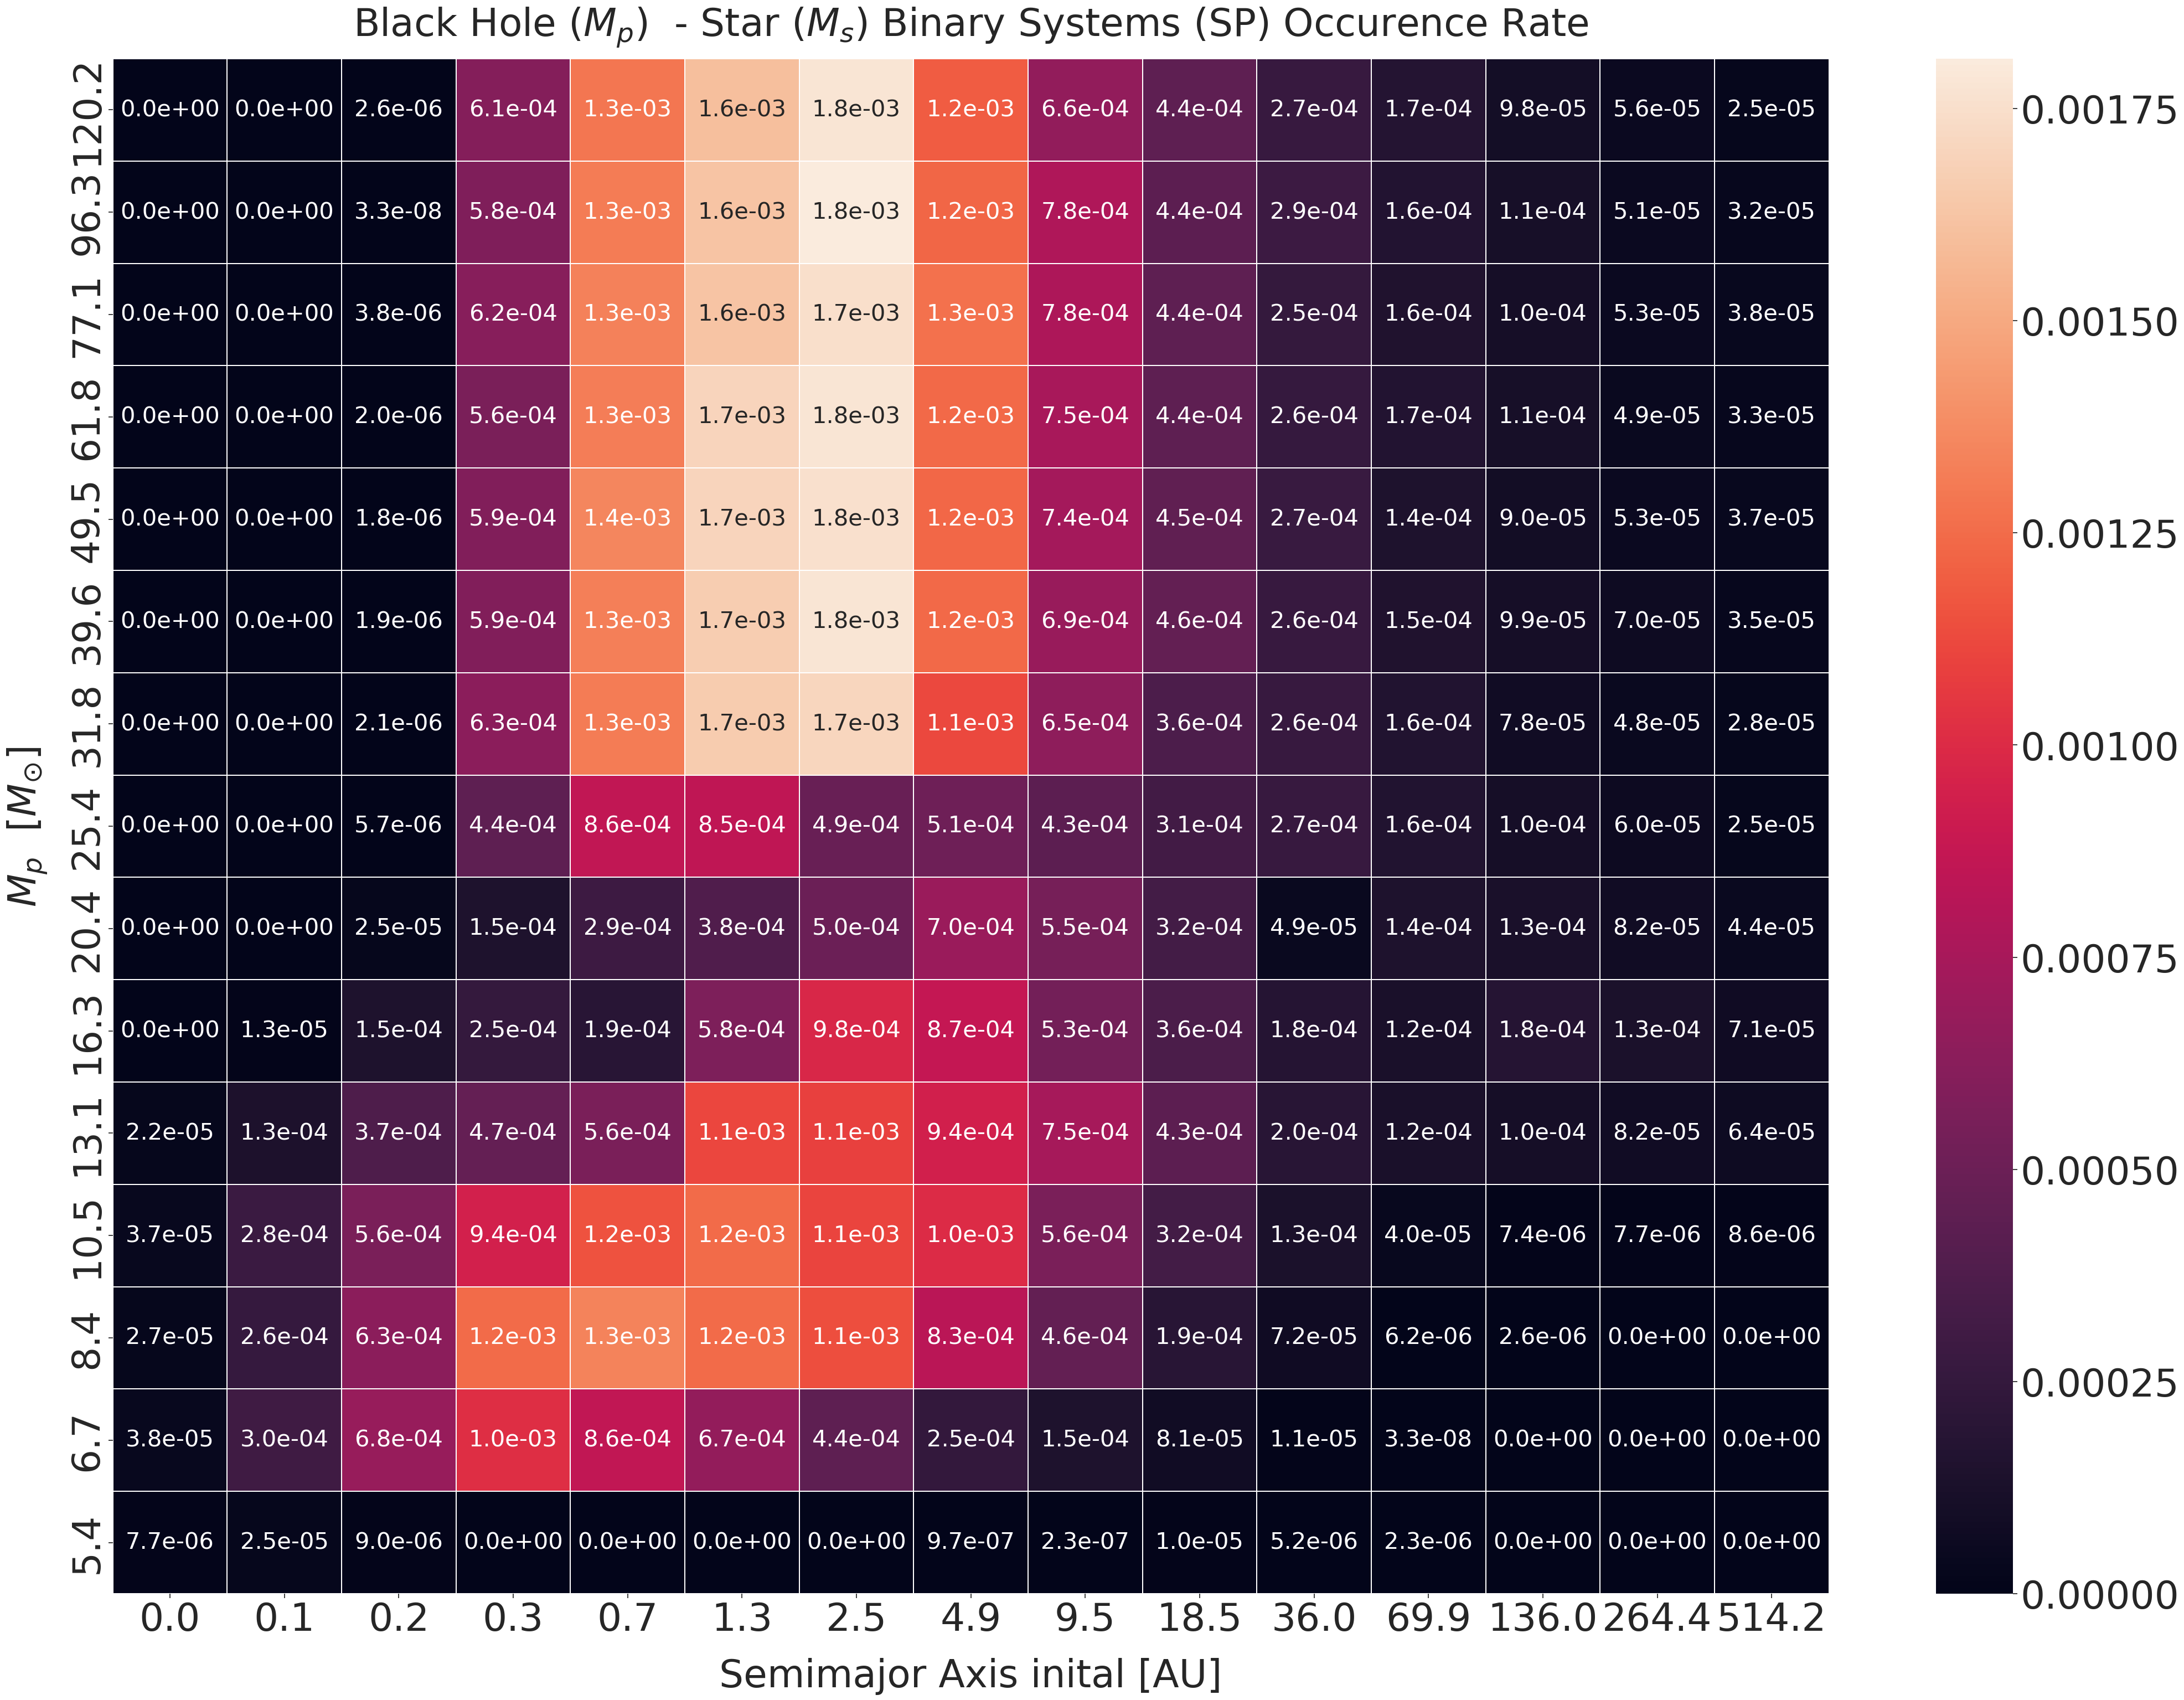 Black Hole (Mp) - Star (Ms) Binary Systems (SP) Occurence Rate
120.2 0.0e+00 0.0e+00 2.6e-06 6.1e-04 1.3e-03 1.6e-03 1.8e-03 1.2e-03 6.6e-04 4.4e-04 2.7e-04 1.7e-04 9.8e-05 5.6e-05 2.5e-05
96.3 0.0e+00 0.0e+00 3.3e-08 5.8e-04 1.3e-03 1.6e-03 1.8e-03 1.2e-03 7.8e-04 4.4e-04 2.9e-04 1.6e-04 1.1e-04 5.1e-05 3.2e-05
77.1 0.0e+00 0.0e+00 3.8e-06 6.2e-04 1.3e-03 1.6e-03 1.7e-03 1.3e-03 7.8e-04 4.4e-04 2.5e-04 1.6e-04 1.0e-04 5.3e-05 3.8e-05
61.8 0.0e+00 0.0e+00 2.0e-06 5.6e-04 1.3e-03 1.7e-03 1.8e-03 1.2e-03 7.5e-04 4.4e-04 2.6e-04 1.7e-04 1.1e-04 4.9e-05 3.3e-05
49.5 0.0e+00 0.0e+00 1.8e-06 5.9e-04 1.4e-03 1.7e-03 1.8e-03 1.2e-03 7.4e-04 4.5e-04 2.7e-04 1.4e-04 9.0e-05 5.3e-05 3.7e-05
39.6 0.0e+00 0.0e+00 1.9e-06 5.9e-04 1.3e-03 1.7e-03 1.8e-03 1.2e-03 6.9e-04 4.6e-04 2.6e-04 1.5e-04 9.9e-05 7.0e-05 3.5e-05
31.8 0.0e+00 0.0e+00 2.1e-06 6.3e-04 1.3e-03 1.7e-03 1.7e-03 1.1e-03 6.5e-04 3.6e-04 2.6e-04 1.6e-04 7.8e-05 4.8e-05 2.8e-05
25.4 0.0e+00 0.0e+00 5.7e-06 4.4e-04 8.6e-04 8.5e-04 4.9e-04 5.1e-04 4.3e-04 3.1e-04 2.7e-04 1.6e-04 1.0e-04 6.0e-05 2.5e-05
20.4 0.0e+00 0.0e+00 2.5e-05 1.5e-04 2.9e-04 3.8e-04 5.0e-04 7.0e-04 5.5e-04 3.2e-04 4.9e-05 1.4e-04 1.3e-04 8.2e-05 4.4e-05
16.3 0.0e+00 1.3e-05 1.5e-04 2.5e-04 1.9e-04 5.8e-04 9.8e-04 8.7e-04 5.3e-04 3.6e-04 1.8e-04 1.2e-04 1.8e-04 1.3e-04 7.1e-05
13.1 2.2e-05 1.3e-04 3.7e-04 4.7e-04 5.6e-04 1.1e-03 1.1e-03 9.4e-04 7.5e-04 4.3e-04 2.0e-04 1.2e-04 1.0e-04 8.2e-05 6.4e-05
10.5 3.7e-05 2.8e-04 5.6e-04 9.4e-04 1.2e-03 1.2e-03 1.1e-03 1.0e-03 5.6e-04 3.2e-04 1.3e-04 4.0e-05 7.4e-06 7.7e-06 8.6e-06
8.4 2.7e-05 2.6e-04 6.3e-04 1.2e-03 1.3e-03 1.2e-03 1.1e-03 8.3e-04 4.6e-04 1.9e-04 7.2e-05 6.2e-06 2.6e-06 0.0e+00 0.0e+00
6.7 3.8e-05 3.0e-04 6.8e-04 1.0e-03 8.6e-04 6.7e-04 4.4e-04 2.5e-04 1.5e-04 8.1e-05 1.1e-05 3.3e-08 0.0e+00 0.0e+00 0.0e+00
5.4 7.7e-06 2.5e-05 9.0e-06 0.0e+00 0.0e+00 0.0e+00 0.0e+00 9.7e-07 2.3e-07 1.0e-05 5.2e-06 2.3e-06 0.0e+00 0.0e+00 0.0e+00
0.0 0.1 0.2 0.3 0.7 1.3 2.5 4.9 9.5 18.5 36.0 69.9 136.0 264.4 514.2
Semimajor Axis inital [AU]
Mp [M⊙]
0.00175
0.00150
0.00125
0.00100
0.00075
0.00050
0.00025
0.00000